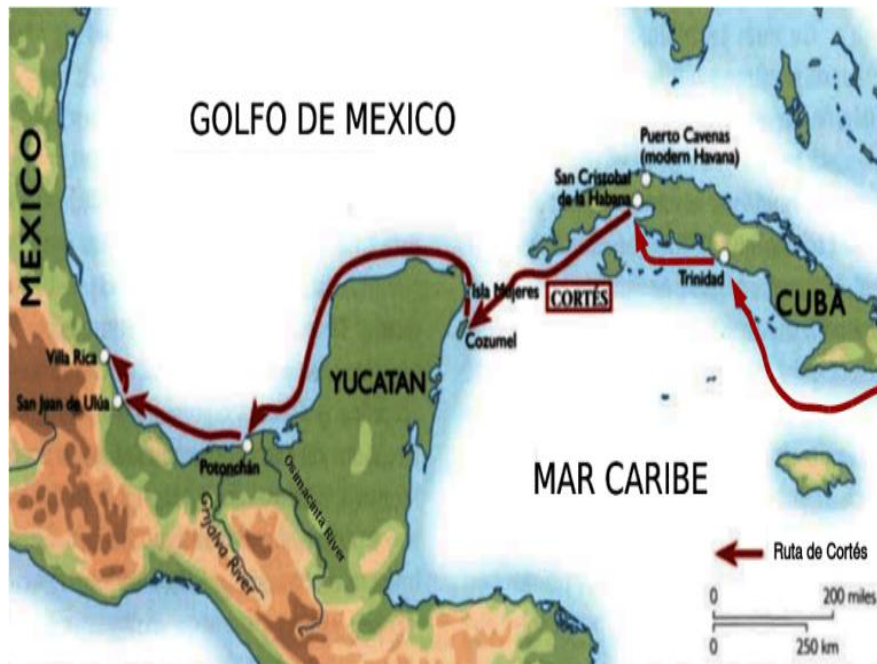 GOLFO DE MEXICO
MEXICO
Puerto Cavenas
(modern Havana)
San Cristobal
de la Habana
Trinidad
CUBA
Isla Mujeres
CORTÉS
Cozumel
YUCATAN
Villa Rica
San Juan de Ulúa
Potonchán
Grijalva River
Osimacinta River
MAR CARIBE
Ruta de Cortés
0 200 miles
0 250 km